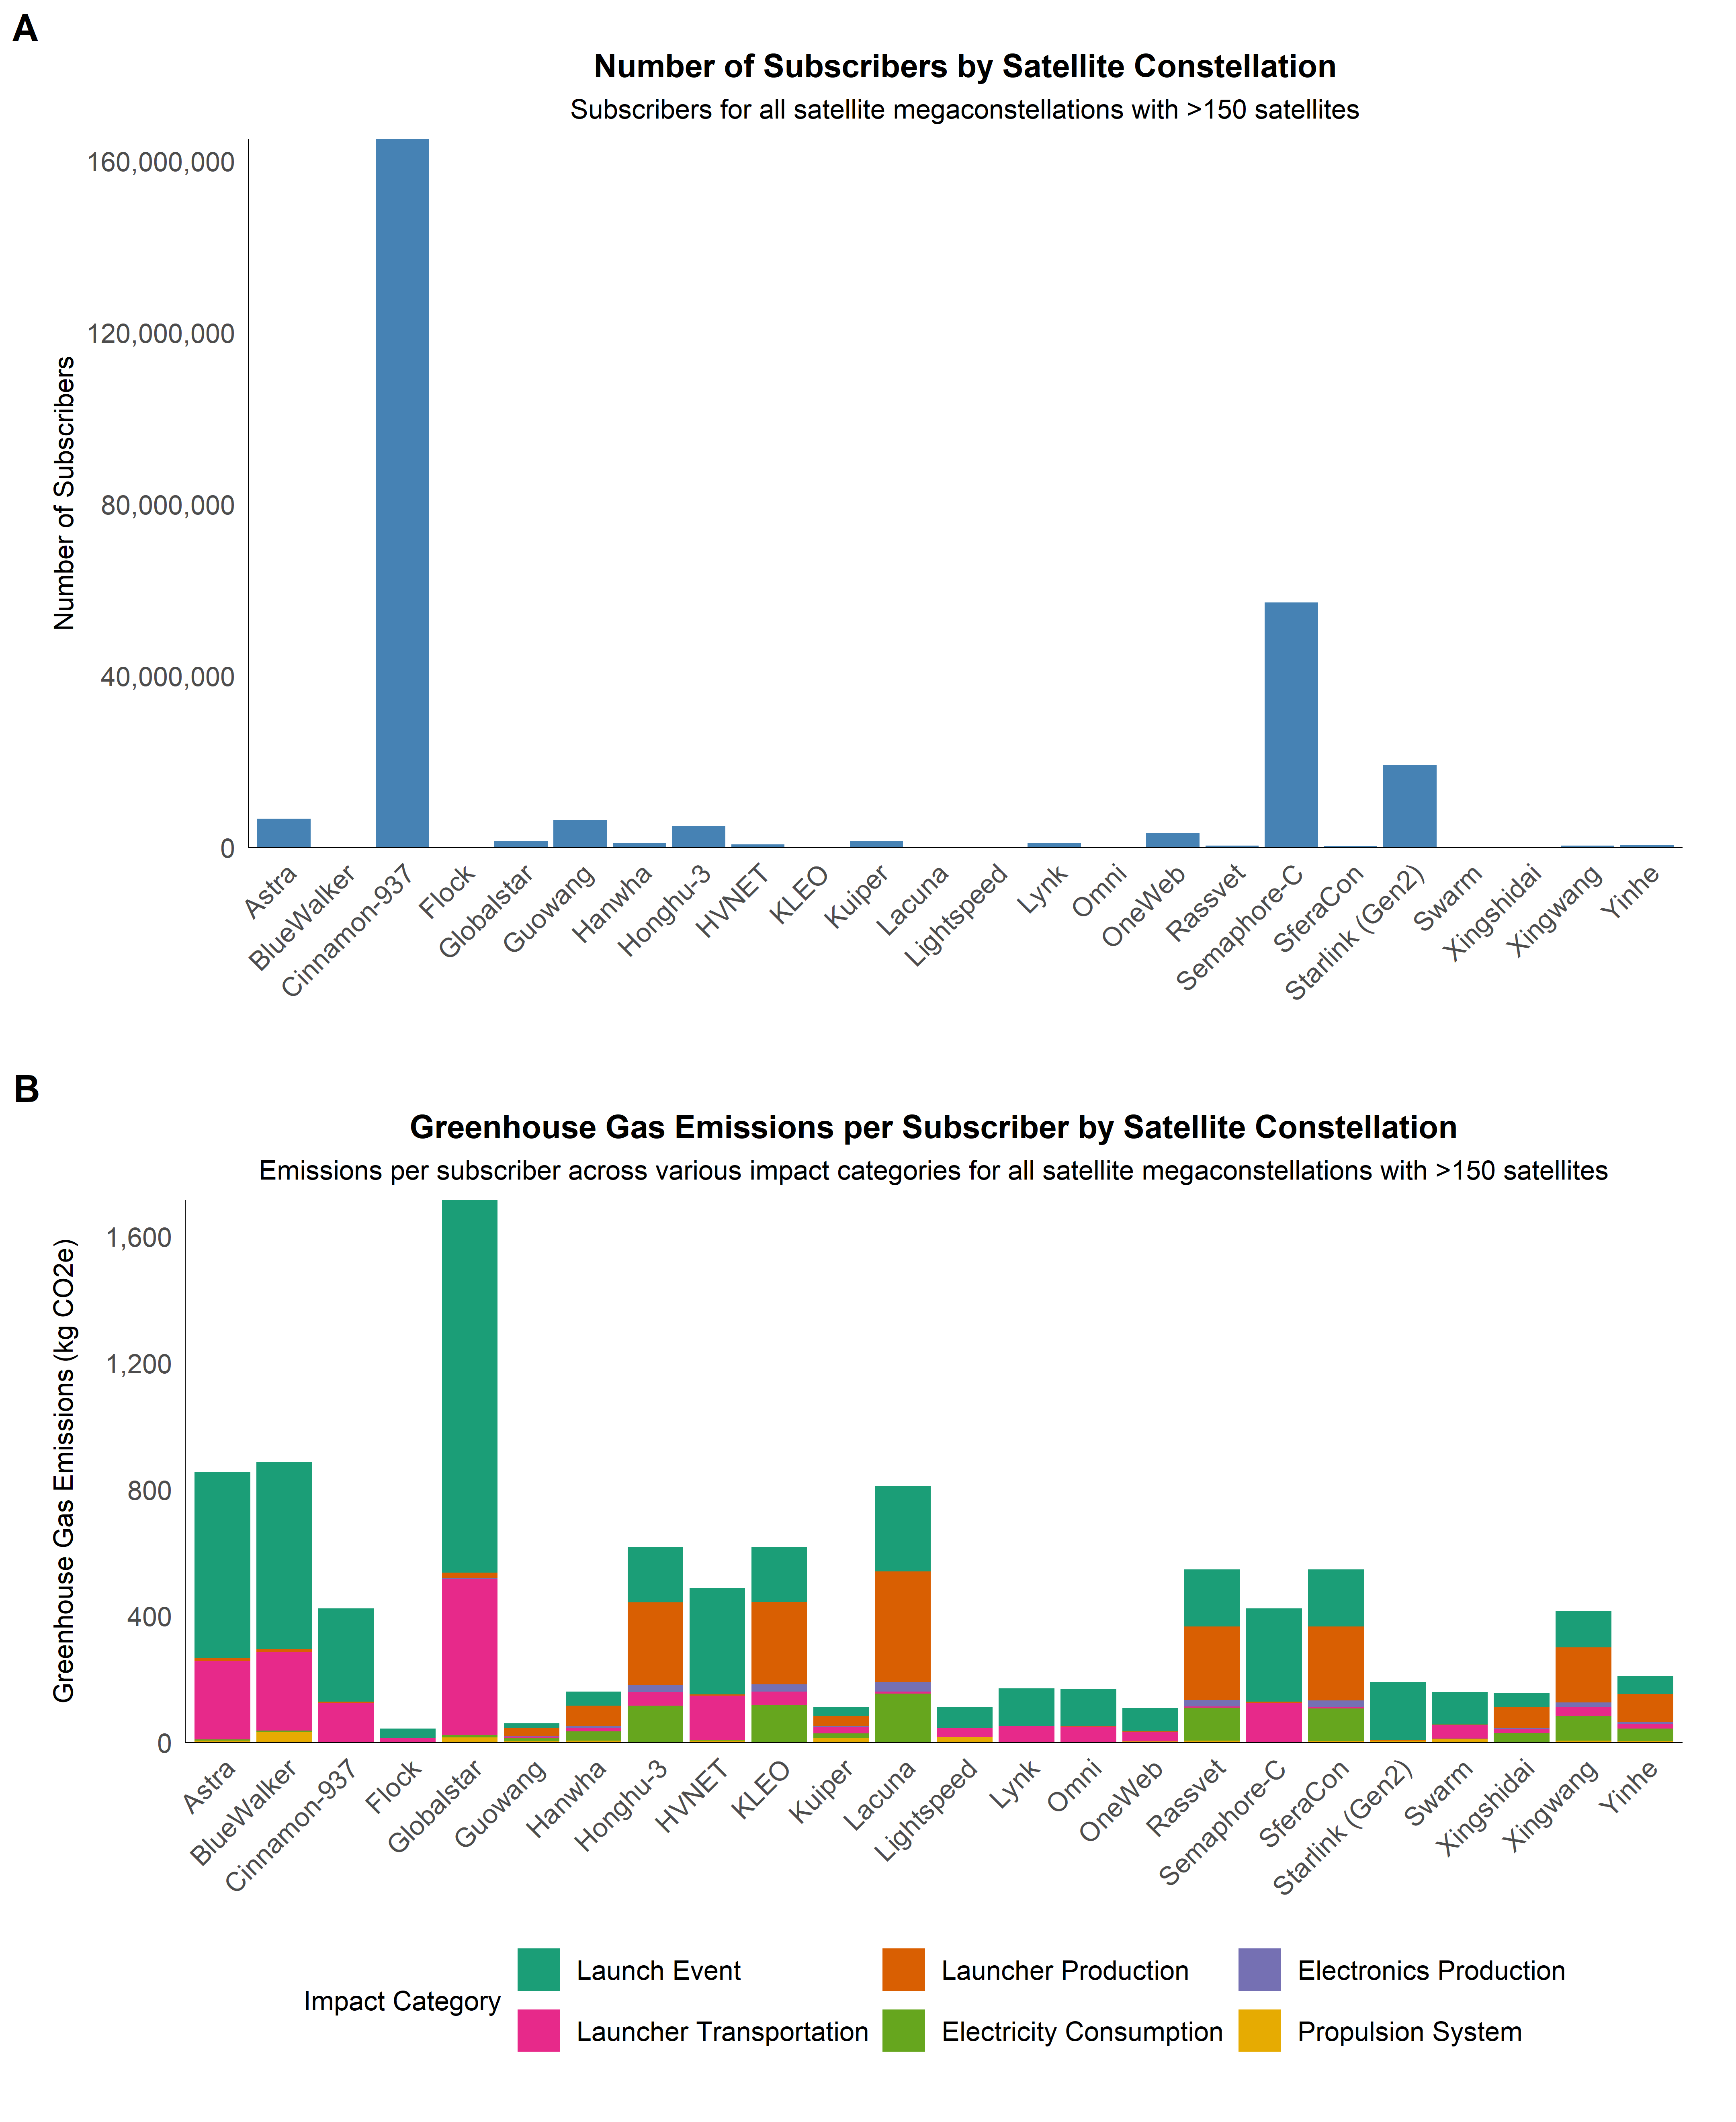 A
Number of Subscribers by Satellite Constellation
Subscribers for all satellite megaconstellations with >150 satellites
Number of Subscribers
160,000,000
120,000,000
80,000,000
40,000,000
0
Astra
BlueWalker
Cinnamon-937
Flock
Globalstar
Guowang
Hanwha
Honghu-3
HVNET
KLEO
Kuiper
Lacuna
Lightspeed
Lynk
Omni
OneWeb
Rassvet
Semaphore-C
SferaCon
Starlink (Gen2)
Swarm
Xingshidai
Xingwang
Yinhe
B
Greenhouse Gas Emissions per Subscriber by Satellite Constellation
Emissions per subscriber across various impact categories for all satellite megaconstellations with >150 satellites
Greenhouse Gas Emissions (kg CO2e)
1,600
1,200
800
400
0
Astra
BlueWalker
Cinnamon-937
Flock
Globalstar
Guowang
Hanwha
Honghu-3
HVNET
KLEO
Kuiper
Lacuna
Lightspeed
Lynk
Omni
OneWeb
Rassvet
Semaphore-C
SferaCon
Starlink (Gen2)
Swarm
Xingshidai
Xingwang
Yinhe
Impact Category
Launch Event
Launcher Production
Electronics Production
Launcher Transportation
Electricity Consumption
Propulsion System